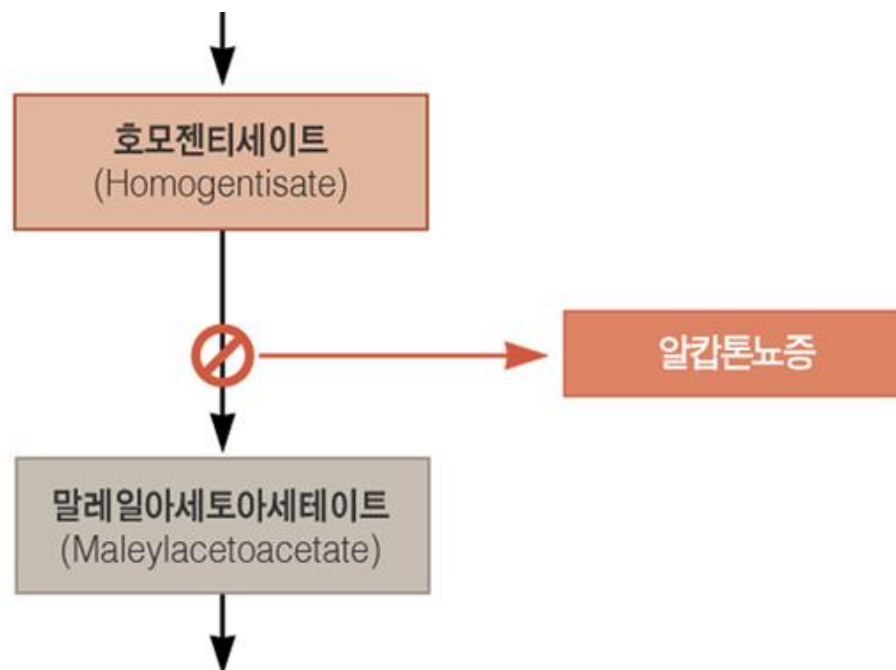 호모젠티세이트
(Homogentisate)
알캅톤뇨증
말레일아세토아세테이트
(Maleylacetoacetate)